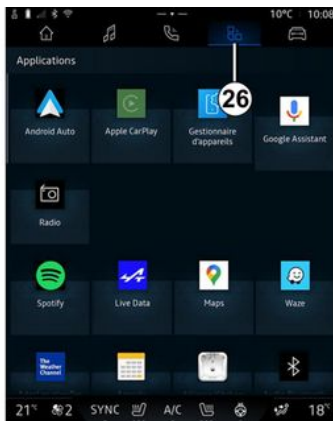 10°C 10:08
26
Applications
Android Auto
Apple CarPlay
Gestionnaire
d'appareils
Google Assistant
Radio
Spotify
Live Data
Maps
Waze
The
Weather
Channel
21°C 2 SYNC A/C 18°C